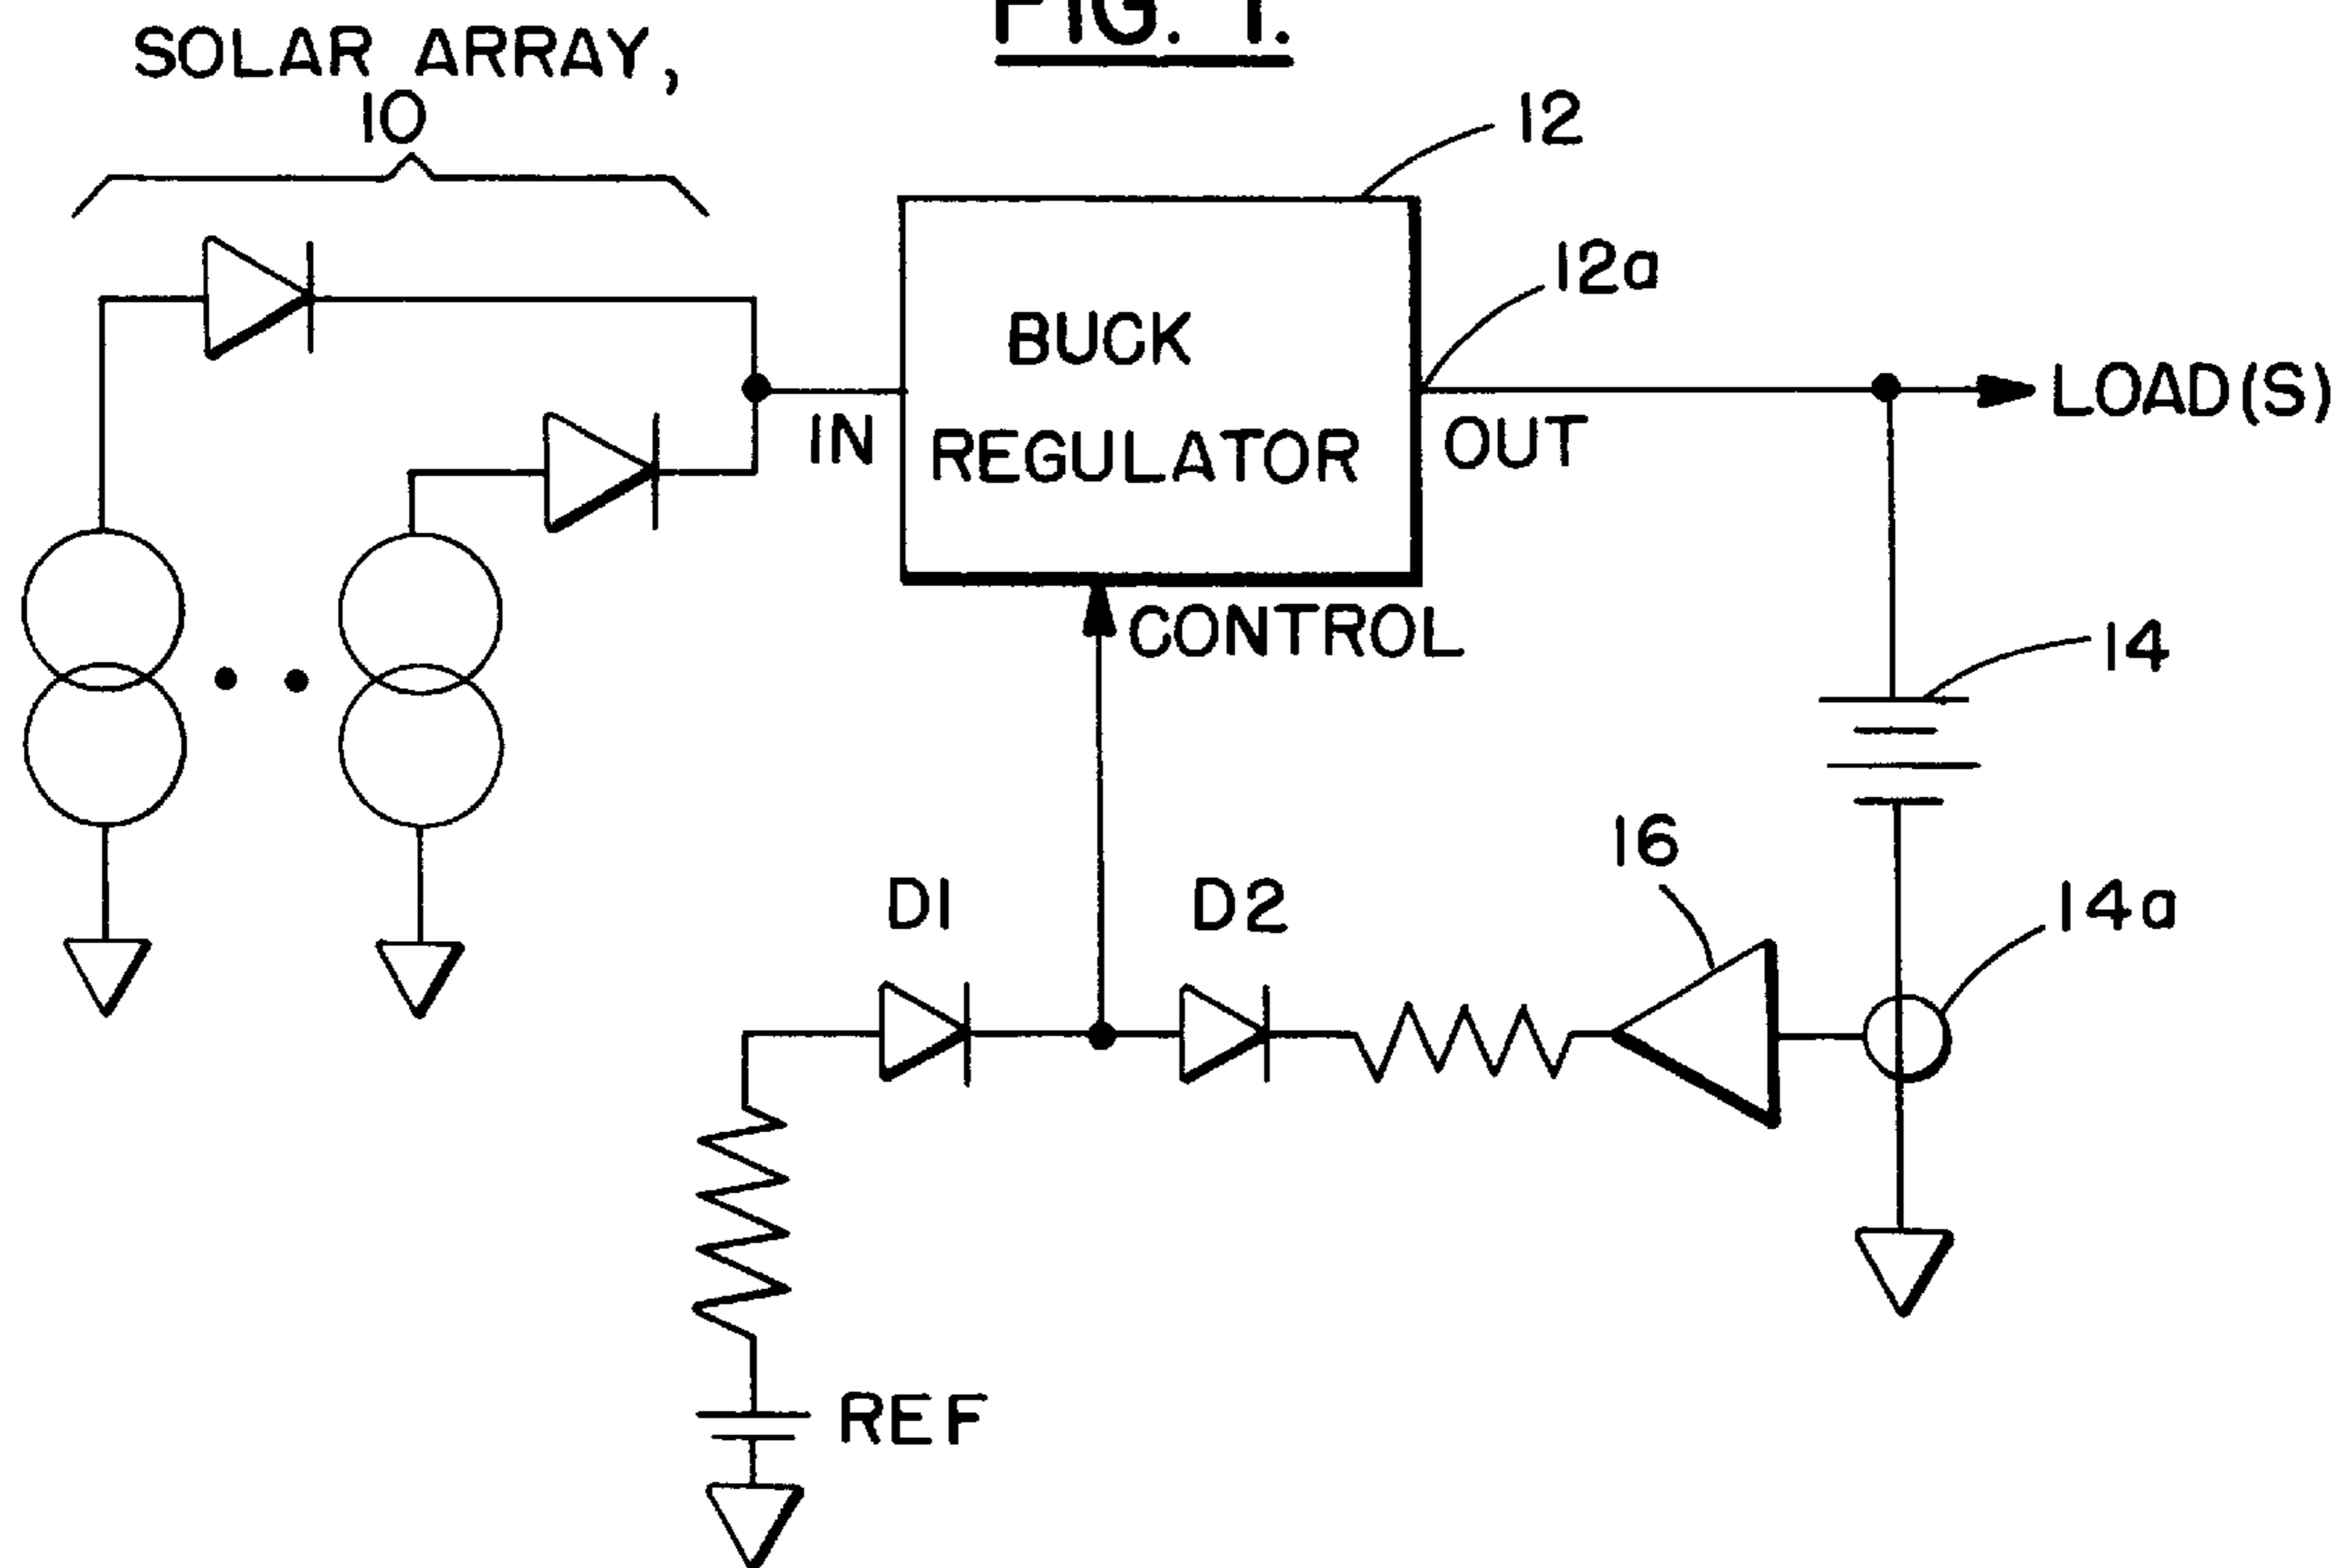 FIG. 1.
SOLAR ARRAY,
10
12
12a
BUCK
REGULATOR
IN
OUT
LOAD(S)
CONTROL
14
16
14a
D1
D2
REF